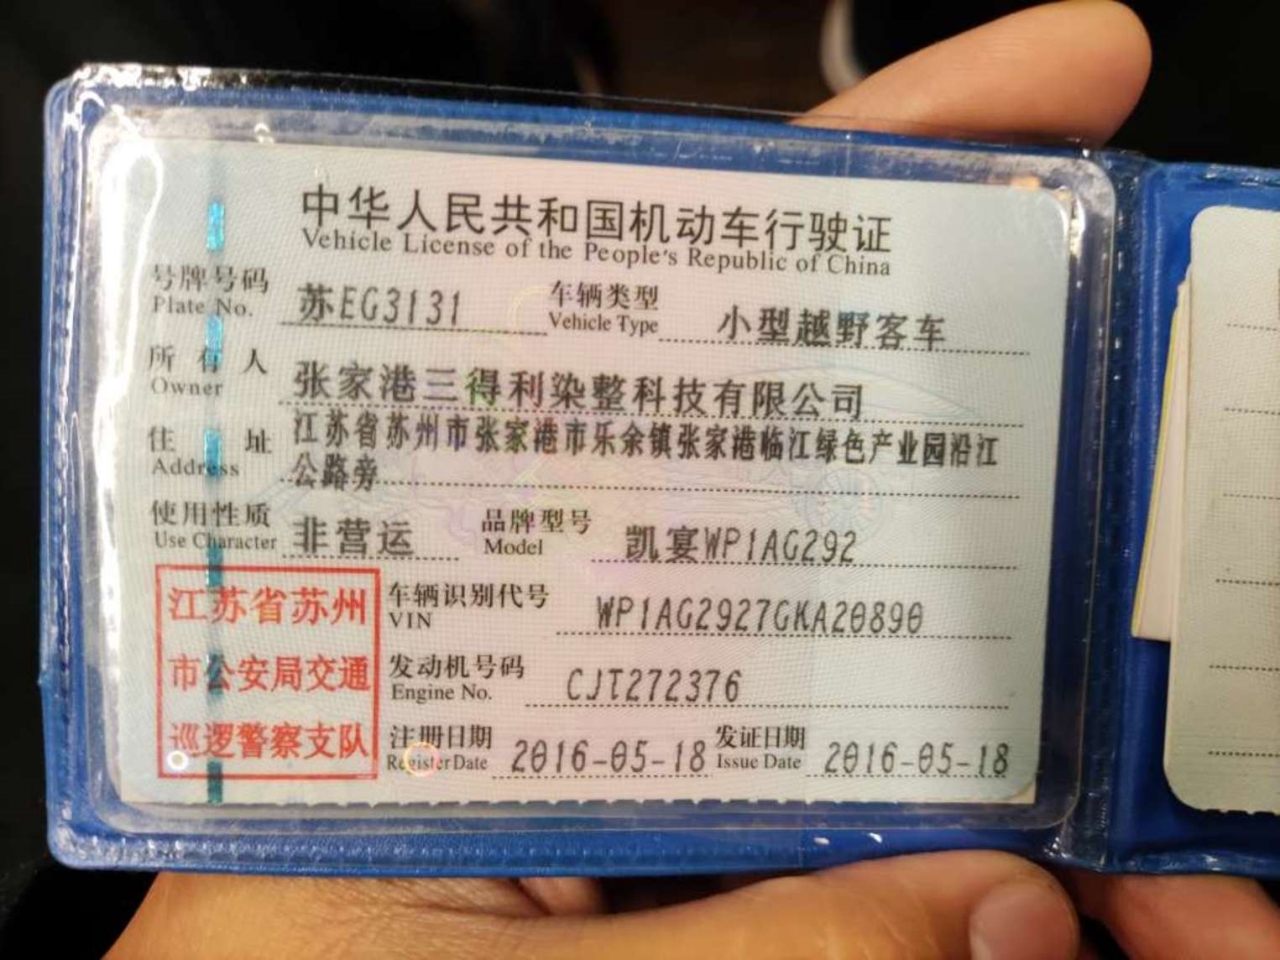 中华人民共和国机动车行驶证
Vehicle License of the People's Republic of China
号牌号码 苏EG3131 车辆类型 小型越野客车
Plate No. Vehicle Type
所有人 张家港三得利染整科技有限公司
Owner
住址 江苏省苏州市张家港市乐余镇张家港临江绿色产业园沿江
Address 公路旁
使用性质 非营运 品牌型号 凯宴WP1AG292
Use Character Model
江苏省苏州
市公安局交通
巡逻警察支队
车辆识别代号 WP1AG2927GKA20890
VIN
发动机号码 CJT272376
Engine No.
注册日期 2016-05-18 发证日期 2016-05-18
Register Date Issue Date